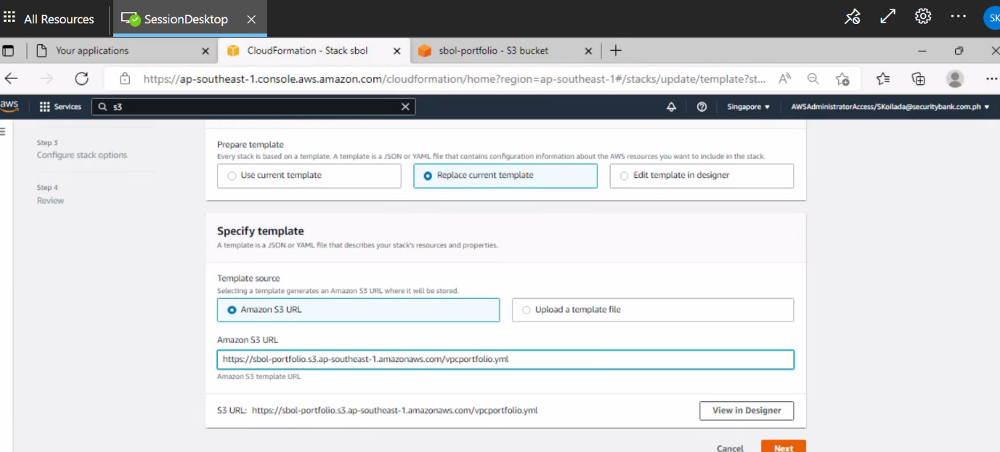 All Resources
SessionDesktop
SK
Your applications
CloudFormation - Stack sbol
sbol-portfolio - S3 bucket
https://ap-southeast-1.console.aws.amazon.com/cloudformation/home?region=ap-southeast-1#/stacks/update/template?st...
aws
Services
s3
Singapore
AWSAdministratorAccess/SKoilada@securitybank.com.ph
Step 3
Configure stack options
Step 4
Review
Prepare template
Every stack is based on a template. A template is a JSON or YAML file that contains configuration information about the AWS resources you want to include in the stack.
Use current template
Replace current template
Edit template in designer
Specify template
A template is a JSON or YAML file that describes your stack's resources and properties.
Template source
Selecting a template generates an Amazon S3 URL where it will be stored.
Amazon S3 URL
Upload a template file
Amazon S3 URL
https://sbol-portfolio.s3.ap-southeast-1.amazonaws.com/vpcportfolio.yml
Amazon S3 template URL
S3 URL: https://sbol-portfolio.s3.ap-southeast-1.amazonaws.com/vpcportfolio.yml
View in Designer
Cancel
Next